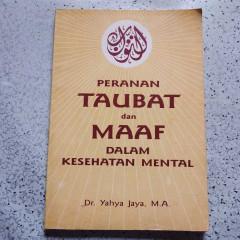 PERANAN
TAUBAT
dan
MAAF
DALAM
KESEHATAN MENTAL
Dr. Yahya Jaya, M.A.